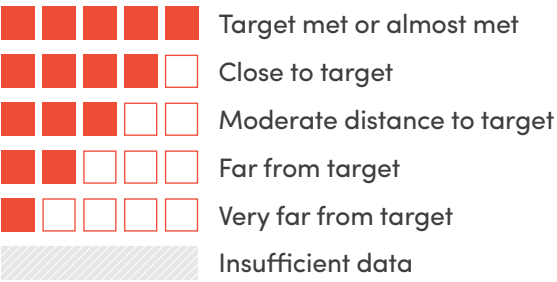 Target met or almost met
Close to target
Moderate distance to target
Far from target
Very far from target
Insufficient data